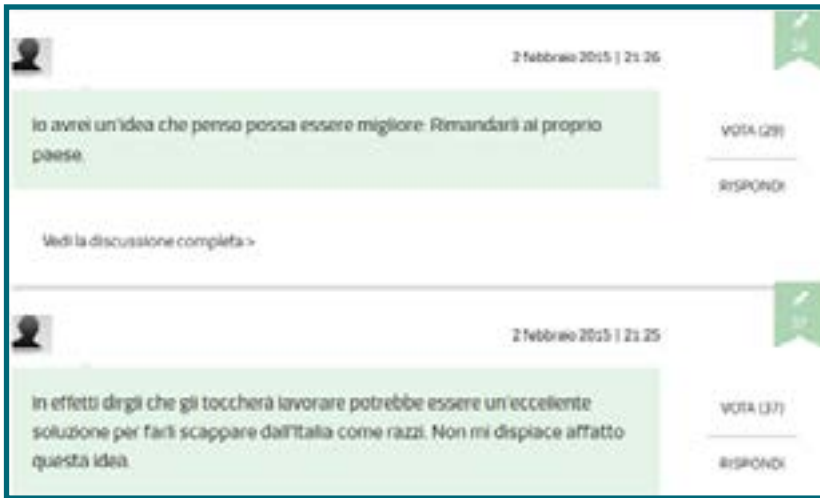 2 febbraio 2015 | 21:26
Io avrei un'idea che penso possa essere migliore: Rimandarli al proprio
paese.
VOTA (29)
RISPONDI
Vedi la discussione completa >
2 febbraio 2015 | 21:25
In effetti dirgli che gli toccherà lavorare potrebbe essere un'eccellente
soluzione per farli scappare dall'Italia come razzi. Non mi dispiace affatto
questa idea.
VOTA (37)
RISPONDI